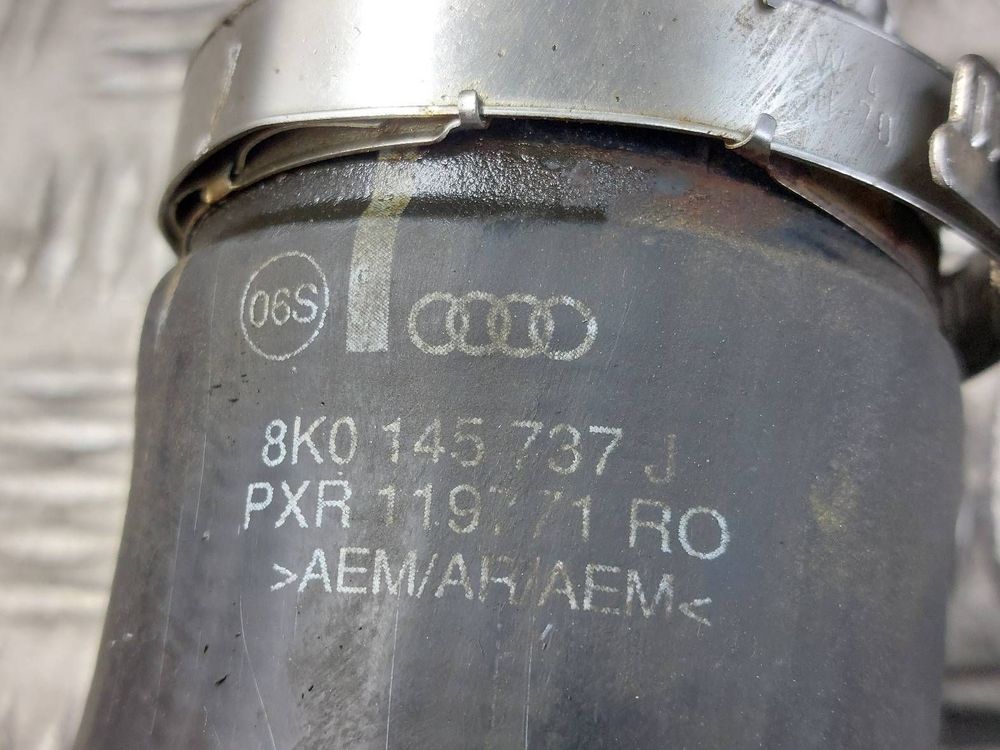 06S
8K0 145 737 J
PXR 119771 RO
>AEM/AR/AEM<